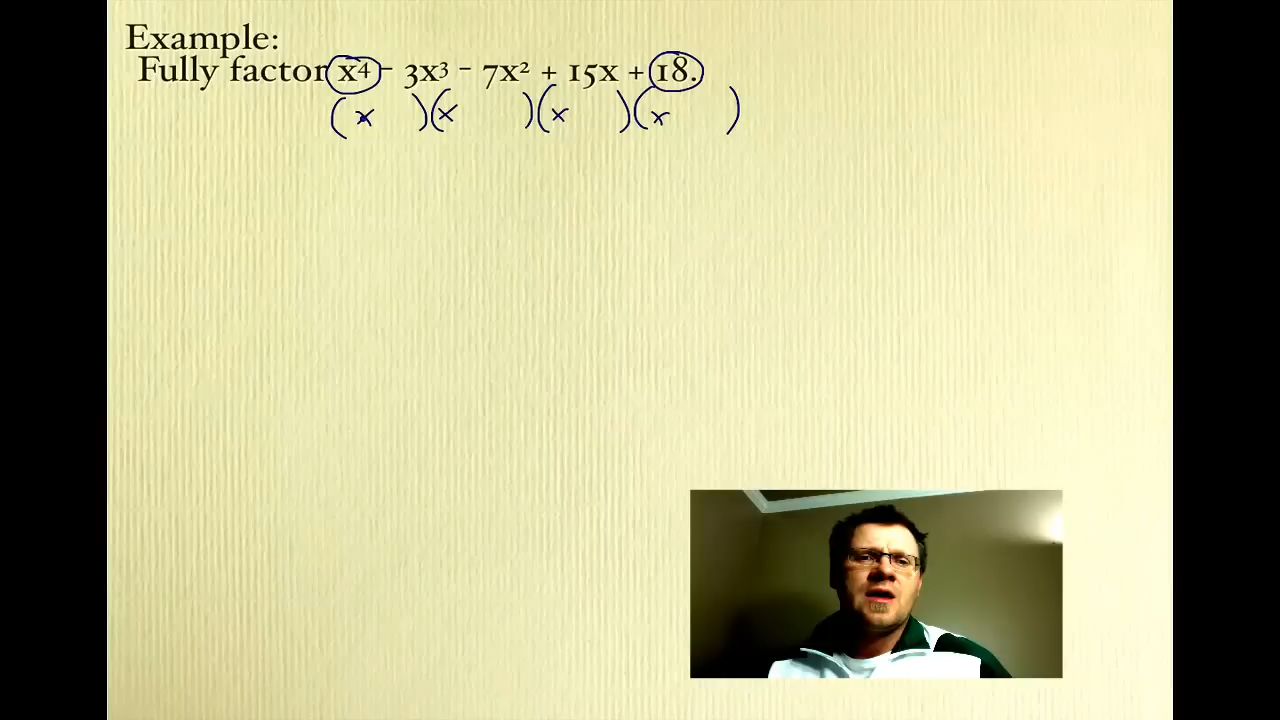 Example:
Fully factor x⁴ − 3x³ − 7x² + 15x + 18.
(x )(x )(x )(x )